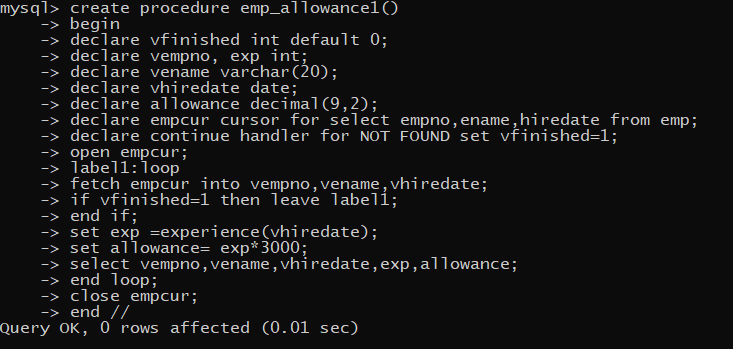 mysql> create procedure emp_allowance1()
-> begin
-> declare vfinished int default 0;
-> declare vempno, exp int;
-> declare vename varchar(20);
-> declare vhiredate date;
-> declare allowance decimal(9,2);
-> declare empcur cursor for select empno,ename,hiredate from emp;
-> declare continue handler for NOT FOUND set vfinished=1;
-> open empcur;
-> label1:loop
-> fetch empcur into vempno,vename,vhiredate;
-> if vfinished=1 then leave label1;
-> end if;
-> set exp =experience(vhiredate);
-> set allowance= exp*3000;
-> select vempno,vename,vhiredate,exp,allowance;
-> end loop;
-> close empcur;
-> end //
Query OK, 0 rows affected (0.01 sec)